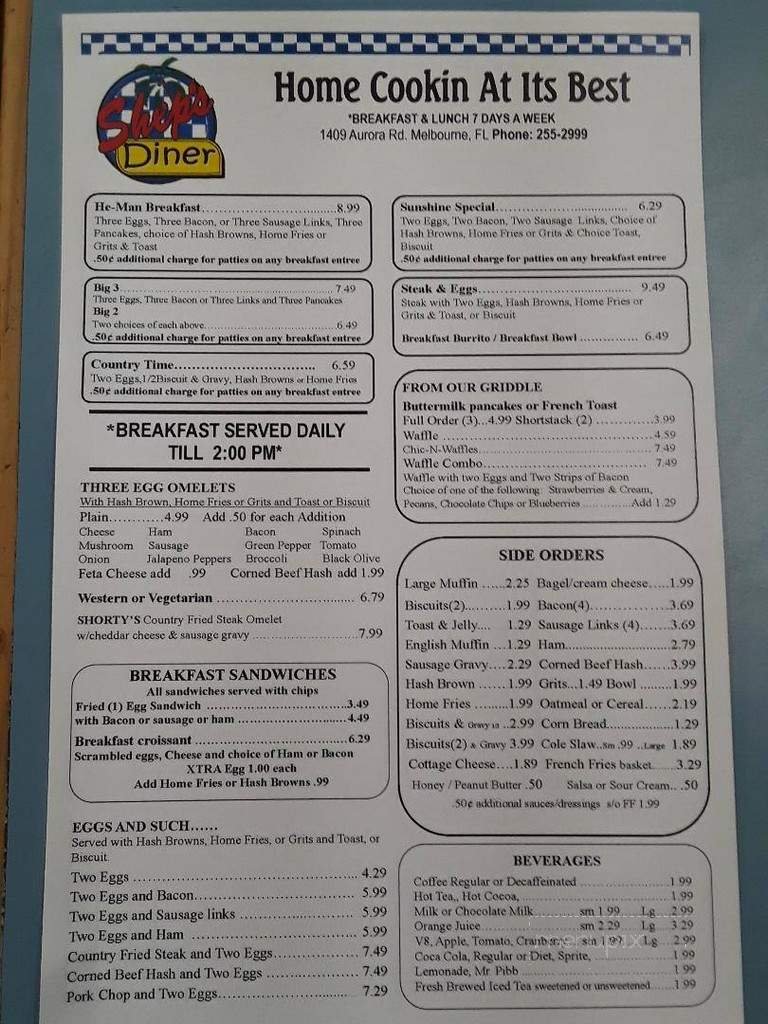 Shep's
Diner
Home Cookin At Its Best
*BREAKFAST & LUNCH 7 DAYS A WEEK
1409 Aurora Rd. Melbourne, FL Phone: 255-2999
He-Man Breakfast..................................8.99
Three Eggs, Three Bacon, or Three Sausage Links, Three
Pancakes, choice of Hash Browns, Home Fries or
Grits & Toast
.50¢ additional charge for patties on any breakfast entree
Big 3..................................7.49
Three Eggs, Three Bacon or Three Links and Three Pancakes
Big 2
Two choices of each above..................................6.49
.50¢ additional charge for patties on any breakfast entree
Country Time.................................. 6.59
Two Eggs,1/2Biscuit & Gravy, Hash Browns or Home Fries
.50¢ additional charge for patties on any breakfast entree
*BREAKFAST SERVED DAILY
TILL 2:00 PM*
THREE EGG OMELETS
With Hash Brown, Home Fries or Grits and Toast or Biscuit
Plain............4.99 Add .50 for each Addition
Cheese Ham Bacon Spinach
Mushroom Sausage Green Pepper Tomato
Onion Jalapeno Peppers Broccoli Black Olive
Feta Cheese add .99 Corned Beef Hash add 1.99
Western or Vegetarian .................................. 6.79
SHORTY'S Country Fried Steak Omelet
w/cheddar cheese & sausage gravy ..........................7.99
BREAKFAST SANDWICHES
All sandwiches served with chips
Fried (1) Egg Sandwich ..................................3.49
with Bacon or sausage or ham ..........................4.49
Breakfast croissant ..................................6.29
Scrambled eggs, Cheese and choice of Ham or Bacon
XTRA Egg 1.00 each
Add Home Fries or Hash Browns .99
EGGS AND SUCH......
Served with Hash Browns, Home Fries, or Grits and Toast, or
Biscuit.
Two Eggs .................................. 4.29
Two Eggs and Bacon.................................. 5.99
Two Eggs and Sausage links .......................... 5.99
Two Eggs and Ham .................................. 5.99
Country Fried Steak and Two Eggs.................. 7.49
Corned Beef Hash and Two Eggs .................. 7.49
Pork Chop and Two Eggs.......................... 7.29
Sunshine Special.................................. 6.29
Two Eggs, Two Bacon, Two Sausage Links, Choice of
Hash Browns, Home Fries or Grits & Choice Toast,
Biscuit
.50¢ additional charge for patties on any breakfast entree
Steak & Eggs.................................. 9.49
Steak with Two Eggs, Hash Browns, Home Fries or
Grits & Toast, or Biscuit
Breakfast Burrito / Breakfast Bowl ............... 6.49
FROM OUR GRIDDLE
Buttermilk pancakes or French Toast
Full Order (3)...4.99 Shortstack (2) ..............3.99
Waffle ..................................4.59
Chic-N-Waffles..................................7.49
Waffle Combo.................................. 7.49
Waffle with two Eggs and Two Strips of Bacon
Choice of one of the following: Strawberries & Cream,
Pecans, Chocolate Chips or Blueberries ..............Add 1.29
SIDE ORDERS
Large Muffin ......2.25 Bagel/cream cheese.....1.99
Biscuits(2)..........1.99 Bacon(4)....................3.69
Toast & Jelly.... 1.29 Sausage Links (4).......3.69
English Muffin ...1.29 Ham..........................2.79
Sausage Gravy....2.29 Corned Beef Hash......3.99
Hash Brown .......1.99 Grits...1.49 Bowl .........1.99
Home Fries .........1.99 Oatmeal or Cereal......2.19
Biscuits & Gravy 1/2 ..2.99 Corn Bread................1.29
Biscuits(2) & Gravy 3.99 Cole Slaw..Sm .99 ..Large 1.89
Cottage Cheese....1.89 French Fries basket.......3.29
Honey / Peanut Butter .50 Salsa or Sour Cream.. .50
.50¢ additional sauces/dressings s/o FF 1.99
BEVERAGES
Coffee Regular or Decaffeinated ......................1.99
Hot Tea,, Hot Cocoa, ..................................1.99
Milk or Chocolate Milk.............sm 1.99 Lg 2.99
Orange Juice..........................sm 2.29 Lg 3.29
V8, Apple, Tomato, Cranberry sm 1.99 Lg 2.99
Coca Cola, Regular or Diet, Sprite, ..................1.99
Lemonade, Mr Pibb ..................................1.99
Fresh Brewed Iced Tea sweetened or unsweetened.......1.99
menupix